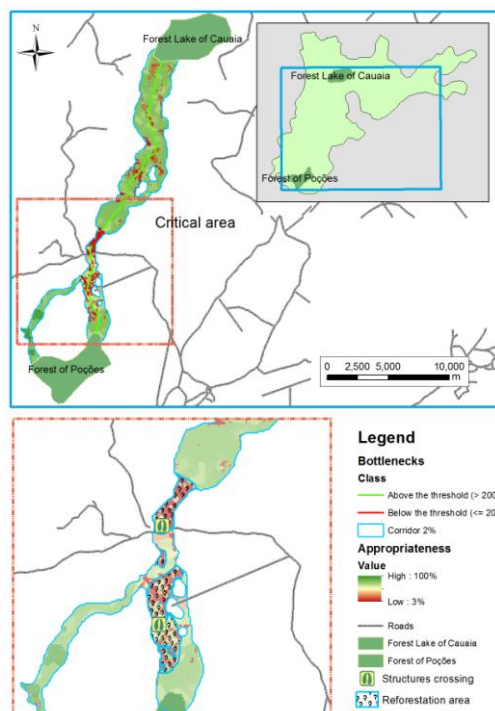 N
Forest Lake of Cauaia
Forest Lake of Cauaia
Forest of Poções
Critical area
Forest of Poções
0 2,500 5,000 10,000
m
Legend
Bottlenecks
Class
Above the threshold (> 200
Below the threshold (<= 20
Corridor 2%
Appropriateness
Value
High : 100%
Low : 3%
Roads
Forest Lake of Cauaia
Forest of Poções
Structures crossing
Reforestation area